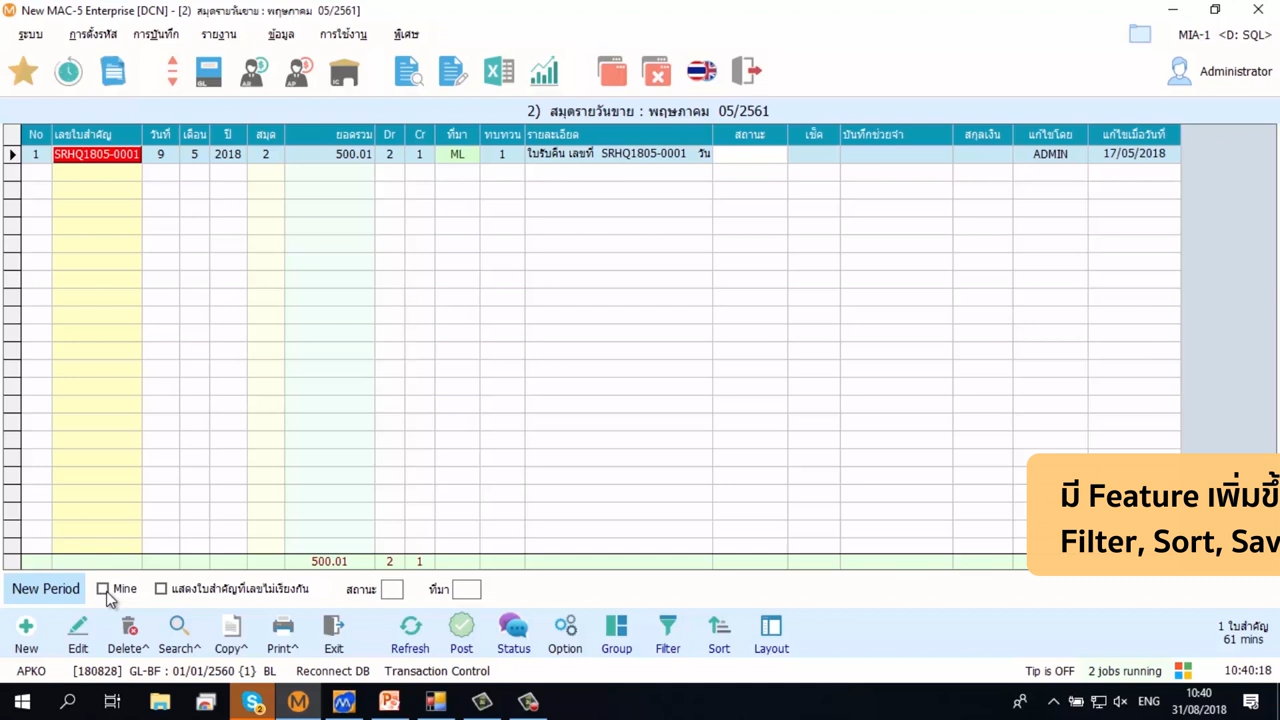 New MAC-5 Enterprise [DCN] - [2) สมุดรายวันขาย : พฤษภาคม 05/2561]
ระบบ การตั้งรหัส การบันทึก รายงาน ข้อมูล การใช้งาน พิเศษ MIA-1 <D: SQL>
GL AR AP IC Administrator
2) สมุดรายวันขาย : พฤษภาคม 05/2561
No เลขใบสำคัญ วันที่ เดือน ปี สมุด ยอดรวม Dr Cr ที่มา ทบทวน รายละเอียด สถานะ เช็ค บันทึกช่วยจำ สกุลเงิน แก้ไขโดย แก้ไขเมื่อวันที่
1 SRHQ1805-0001 9 5 2018 2 500.01 2 1 ML 1 ใบรับคืน เลขที่ SRHQ1805-0001 วัน ADMIN 17/05/2018
มี Feature เพิ่มขึ้
Filter, Sort, Sav
500.01 2 1
New Period Mine แสดงใบสำคัญที่เลขไม่เรียงกัน สถานะ ที่มา
New Edit Delete^ Search^ Copy^ Print^ Exit Refresh Post Status Option Group Filter Sort Layout
1 ใบสำคัญ
61 mins
APKO [180828] GL-BF : 01/01/2560 {1} BL Reconnect DB Transaction Control Tip is OFF 2 jobs running 10:40:18
ENG 10:40
31/08/2018